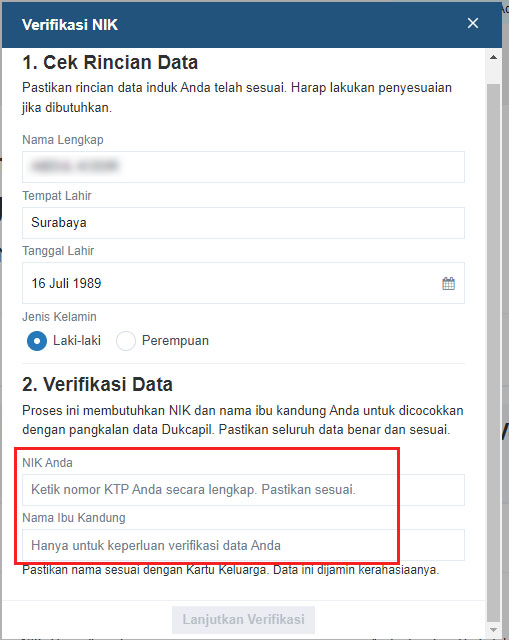 Verifikasi NIK
1. Cek Rincian Data
Pastikan rincian data induk Anda telah sesuai. Harap lakukan penyesuaian
jika dibutuhkan.
Nama Lengkap
Tempat Lahir
Surabaya
Tanggal Lahir
16 Juli 1989
Jenis Kelamin
Laki-laki Perempuan
2. Verifikasi Data
Proses ini membutuhkan NIK dan nama ibu kandung Anda untuk dicocokkan
dengan pangkalan data Dukcapil. Pastikan seluruh data benar dan sesuai.
NIK Anda
Ketik nomor KTP Anda secara lengkap. Pastikan sesuai.
Nama Ibu Kandung
Hanya untuk keperluan verifikasi data Anda
Pastikan nama sesuai dengan Kartu Keluarga. Data ini dijamin kerahasiaanya.
Lanjutkan Verifikasi